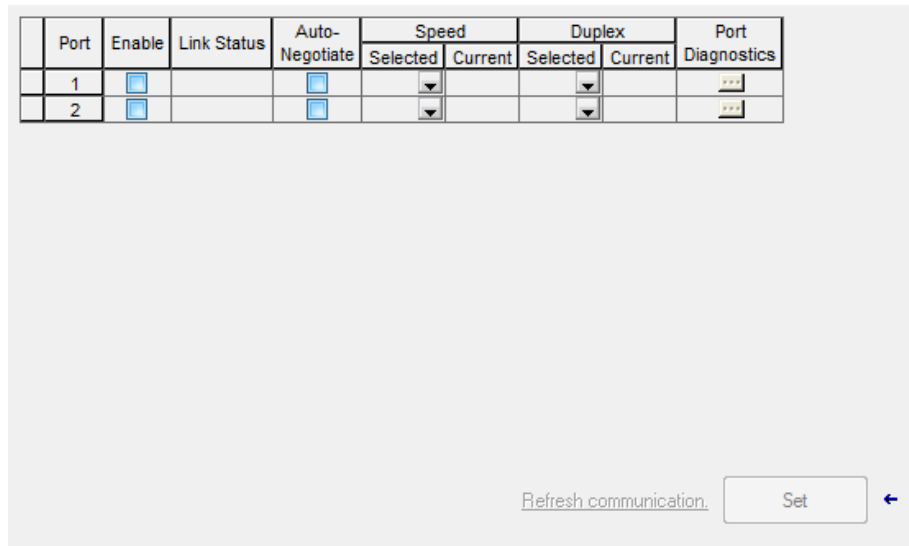 Port Enable Link Status Auto-Negotiate Speed Duplex Port Diagnostics
Selected Current Selected Current
1
2
Refresh communication. Set